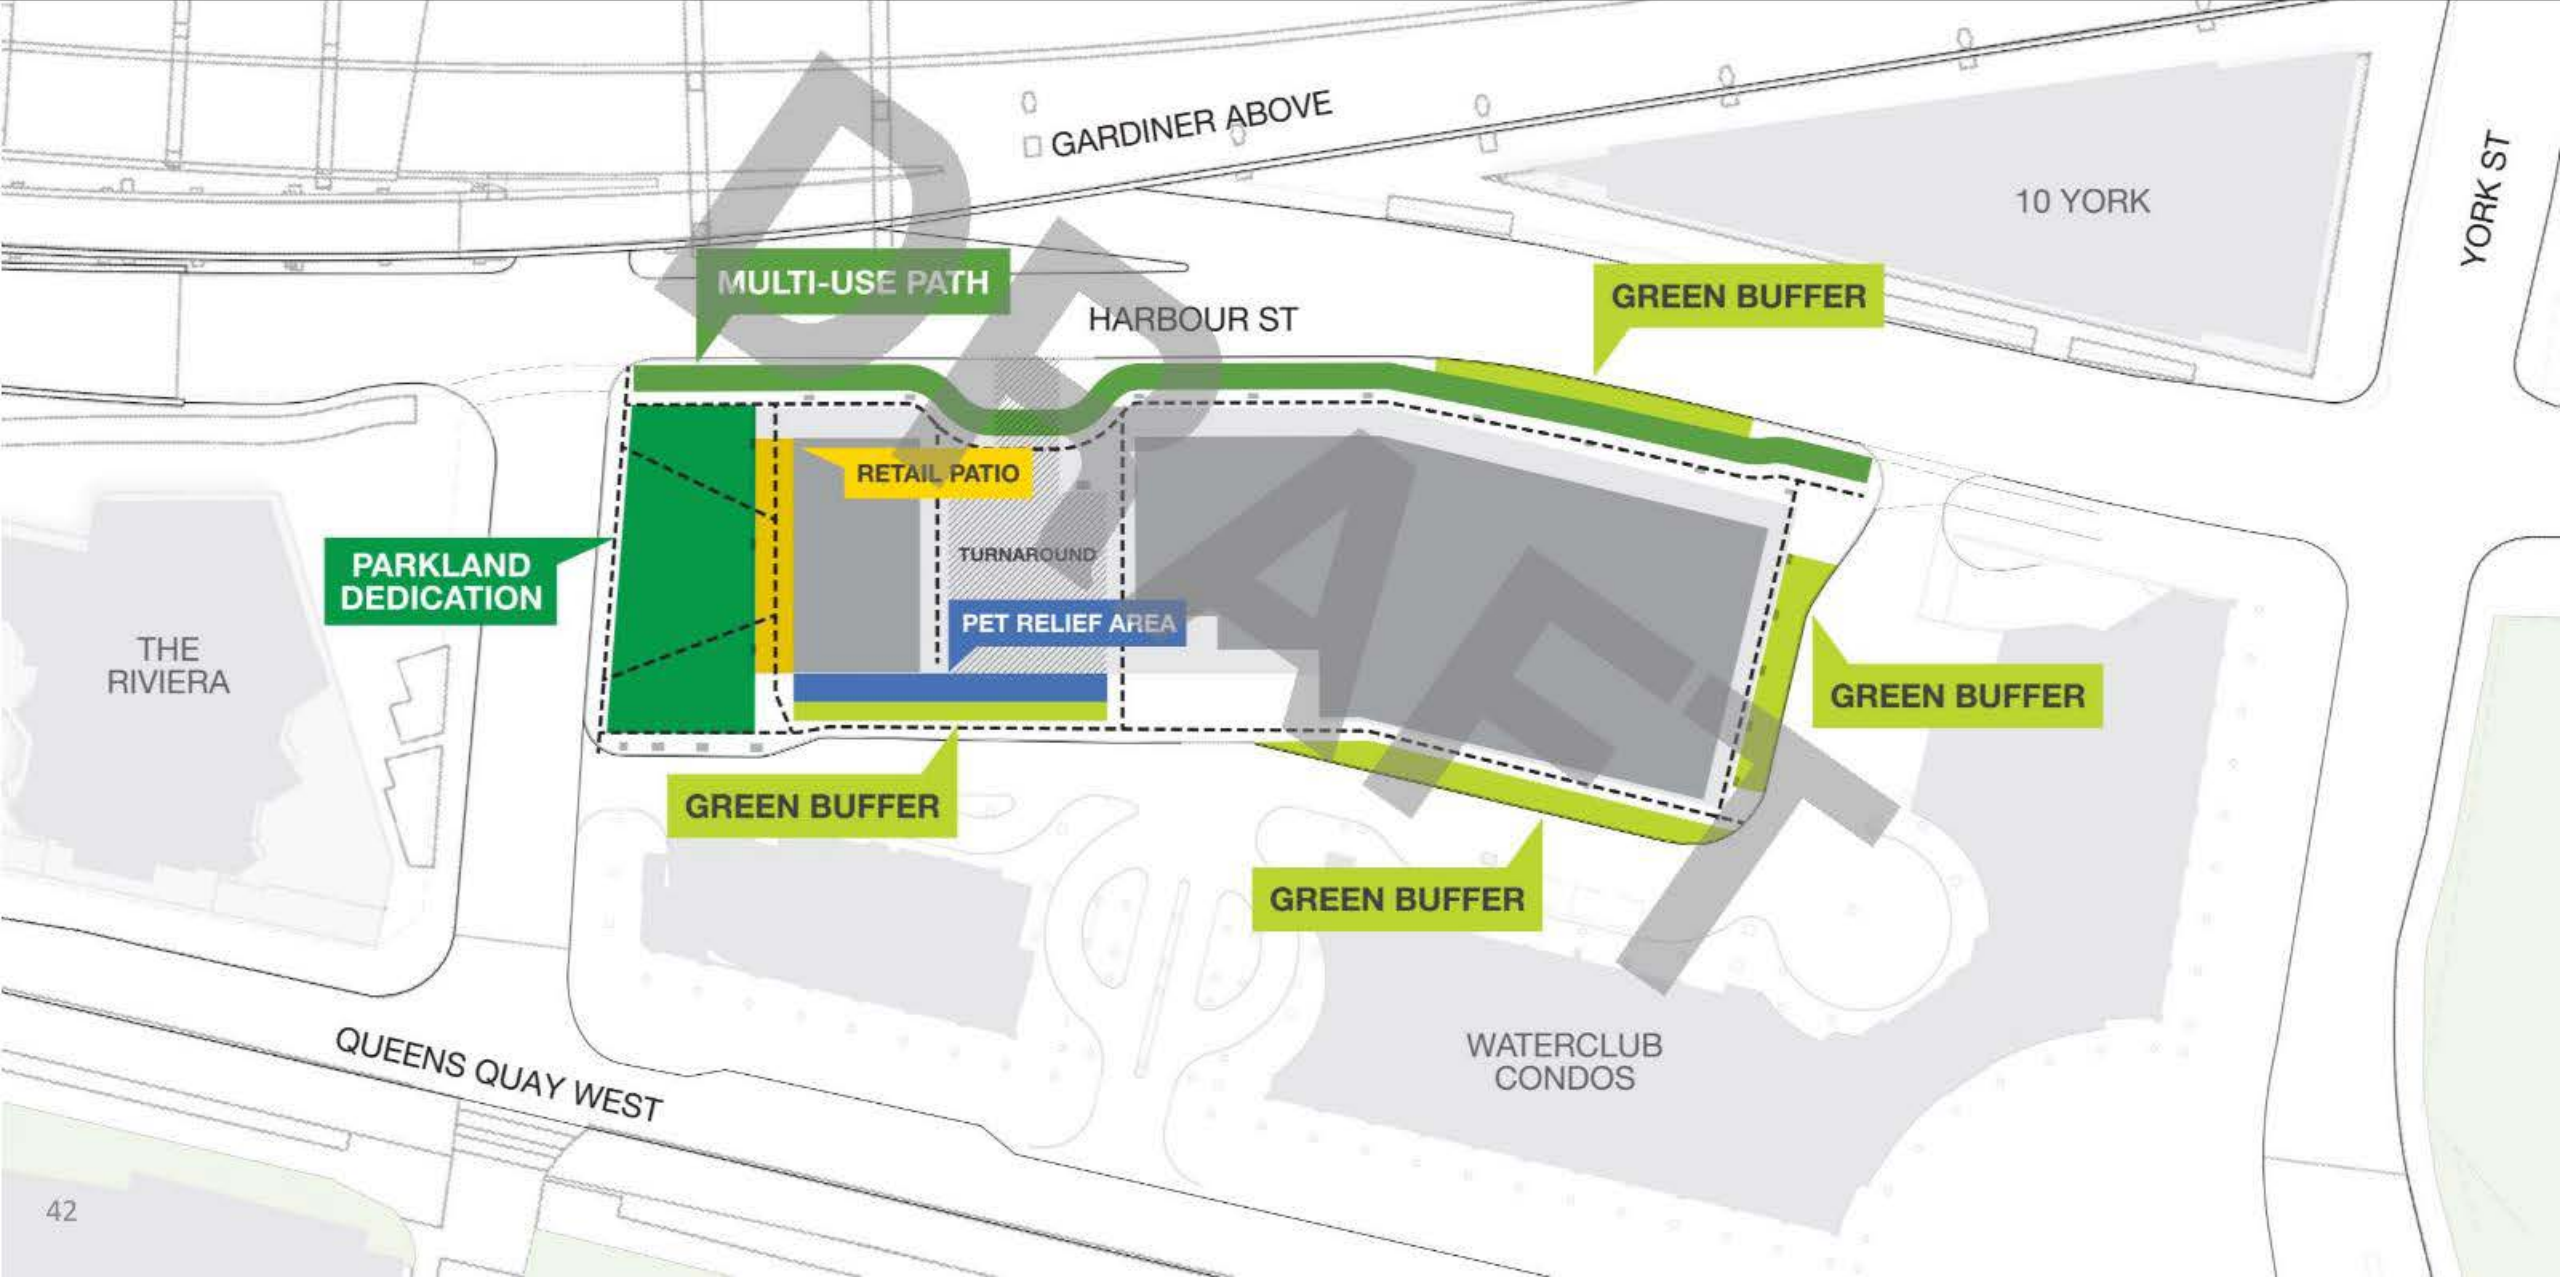 GARDINER ABOVE
10 YORK
YORK ST
MULTI-USE PATH
HARBOUR ST
GREEN BUFFER
RETAIL PATIO
TURNAROUND
PARKLAND
DEDICATION
PET RELIEF AREA
THE
RIVIERA
GREEN BUFFER
GREEN BUFFER
GREEN BUFFER
DRAFT
WATERCLUB
CONDOS
QUEENS QUAY WEST
42